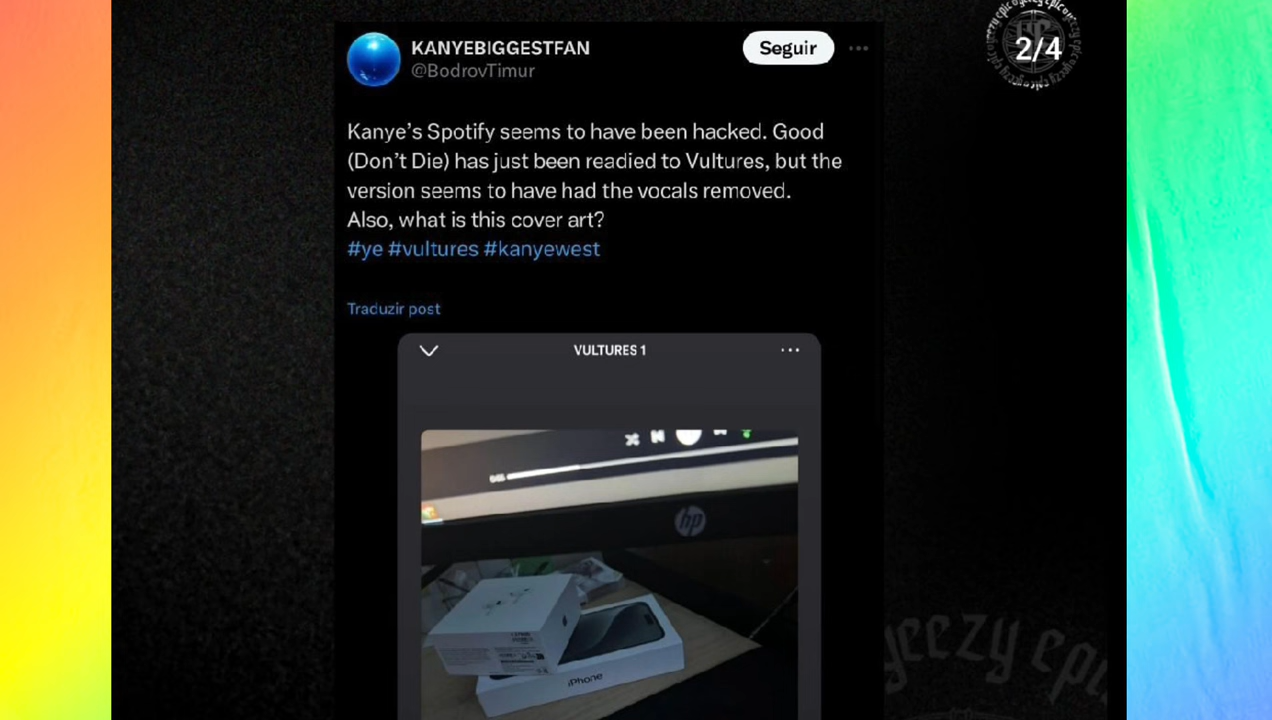 KANYEBIGGESTFAN
@BodrovTimur
Seguir
2/4
Kanye's Spotify seems to have been hacked. Good
(Don't Die) has just been readied to Vultures, but the
version seems to have had the vocals removed.
Also, what is this cover art?
#ye #vultures #kanyewest
Traduzir post
VULTURES 1
hp
iPhone
yeezy epic